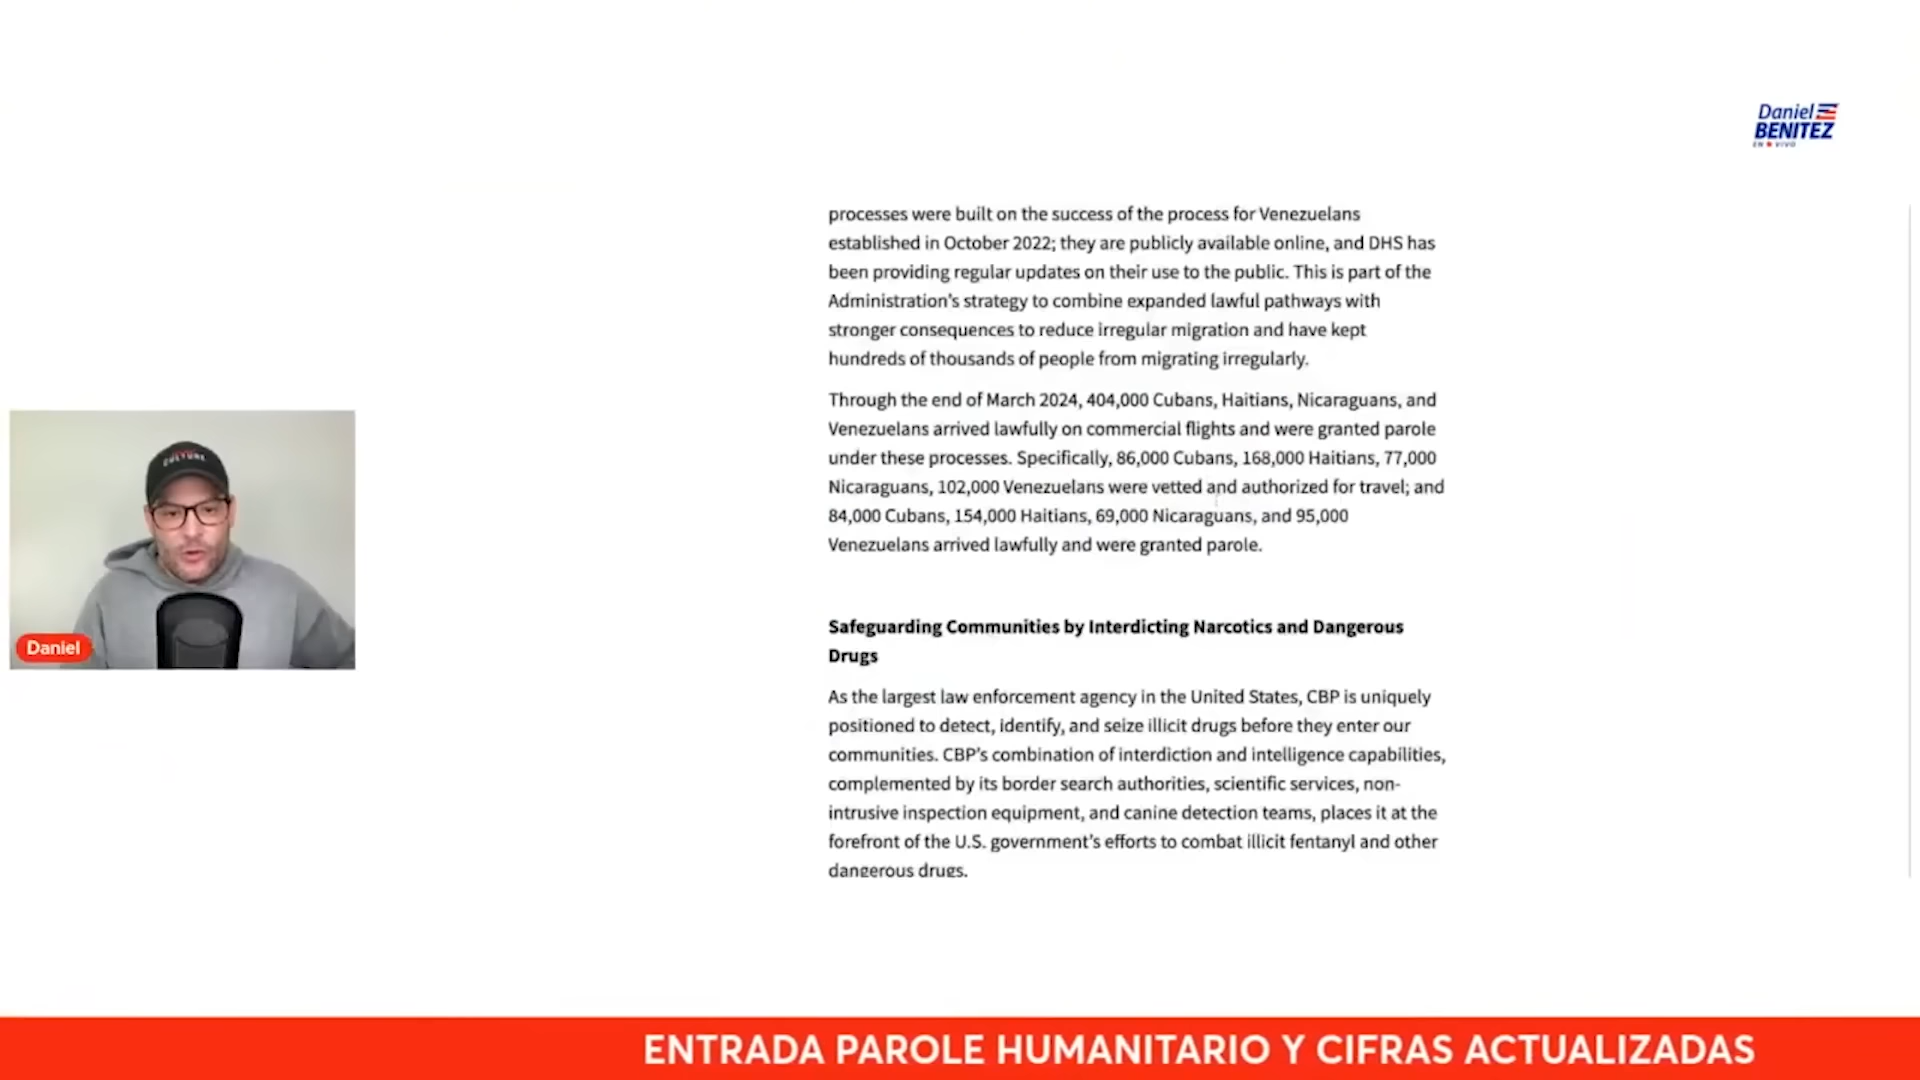 Daniel
BENITEZ
EN VIVO
processes were built on the success of the process for Venezuelans
established in October 2022; they are publicly available online, and DHS has
been providing regular updates on their use to the public. This is part of the
Administration's strategy to combine expanded lawful pathways with
stronger consequences to reduce irregular migration and have kept
hundreds of thousands of people from migrating irregularly.
Through the end of March 2024, 404,000 Cubans, Haitians, Nicaraguans, and
Venezuelans arrived lawfully on commercial flights and were granted parole
under these processes. Specifically, 86,000 Cubans, 168,000 Haitians, 77,000
Nicaraguans, 102,000 Venezuelans were vetted and authorized for travel; and
84,000 Cubans, 154,000 Haitians, 69,000 Nicaraguans, and 95,000
Venezuelans arrived lawfully and were granted parole.
CULTURE
Daniel
Safeguarding Communities by Interdicting Narcotics and Dangerous
Drugs
As the largest law enforcement agency in the United States, CBP is uniquely
positioned to detect, identify, and seize illicit drugs before they enter our
communities. CBP's combination of interdiction and intelligence capabilities,
complemented by its border search authorities, scientific services, non-
intrusive inspection equipment, and canine detection teams, places it at the
forefront of the U.S. government's efforts to combat illicit fentanyl and other
dangerous drugs.
ENTRADA PAROLE HUMANITARIO Y CIFRAS ACTUALIZADAS